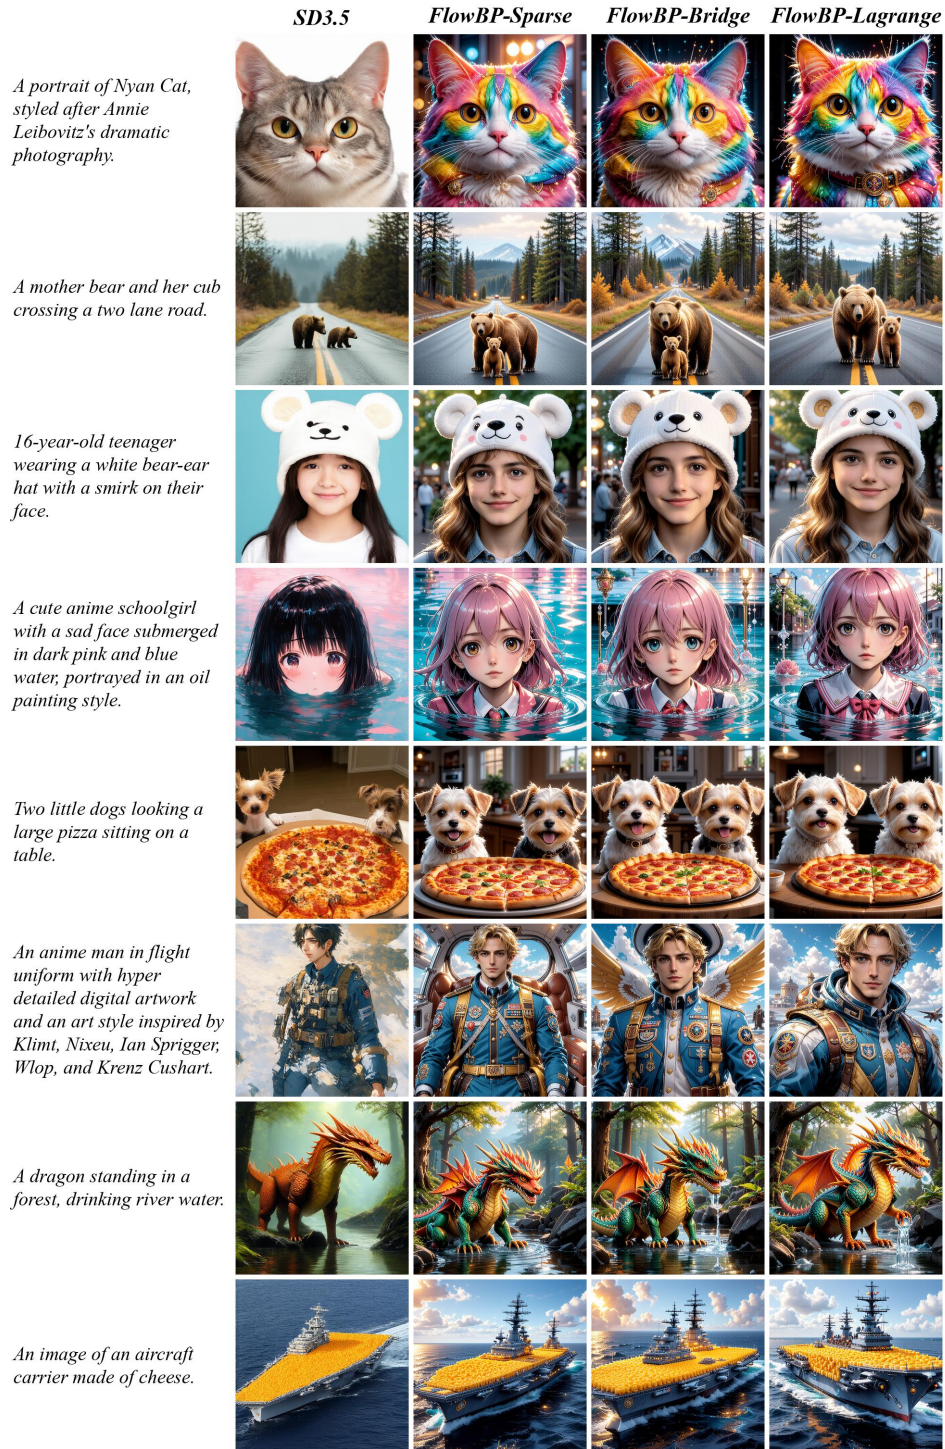 SD3.5 FlowBP-Sparse FlowBP-Bridge FlowBP-Lagrange
A portrait of Nyan Cat,
styled after Annie
Leibovitz's dramatic
photography.
A mother bear and her cub
crossing a two lane road.
16-year-old teenager
wearing a white bear-ear
hat with a smirk on their
face.
A cute anime schoolgirl
with a sad face submerged
in dark pink and blue
water, portrayed in an oil
painting style.
Two little dogs looking a
large pizza sitting on a
table.
An anime man in flight
uniform with hyper
detailed digital artwork
and an art style inspired by
Klimt, Nixeu, Ian Sprigger,
Wlop, and Krenz Cushart.
A dragon standing in a
forest, drinking river water.
An image of an aircraft
carrier made of cheese.